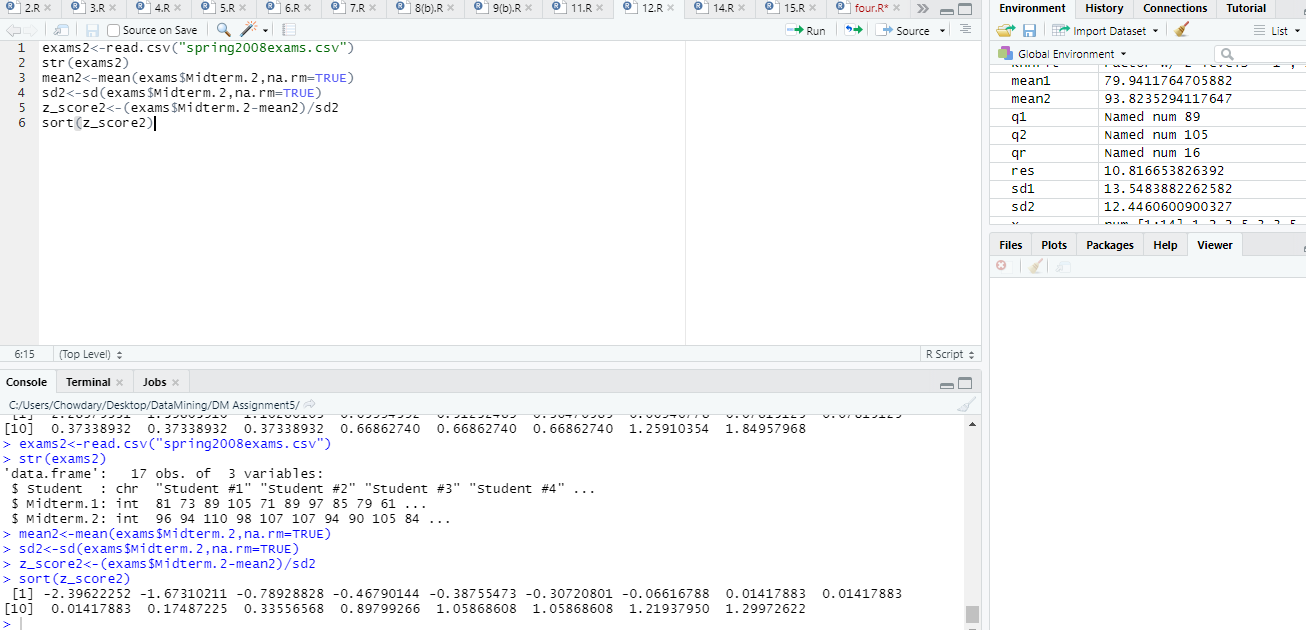 2.R 3.R 4.R 5.R 6.R 7.R 8(b).R 9(b).R 11.R 12.R 14.R 15.R four.R*
Source on Save Run Source
1 exams2<-read.csv("spring2008exams.csv")
2 str(exams2)
3 mean2<-mean(exams$Midterm.2,na.rm=TRUE)
4 sd2<-sd(exams$Midterm.2,na.rm=TRUE)
5 z_score2<-(exams$Midterm.2-mean2)/sd2
6 sort(z_score2)
6:15 (Top Level) R Script
Console Terminal Jobs
C:/Users/Chowdary/Desktop/DataMining/DM Assignment5/
[10] 0.37338932 0.37338932 0.37338932 0.66862740 0.66862740 0.66862740 1.25910354 1.84957968
> exams2<-read.csv("spring2008exams.csv")
> str(exams2)
'data.frame': 17 obs. of 3 variables:
$ Student : chr "Student #1" "Student #2" "Student #3" "Student #4" ...
$ Midterm.1: int 81 73 89 105 71 89 97 85 79 61 ...
$ Midterm.2: int 96 94 110 98 107 107 94 90 105 84 ...
> mean2<-mean(exams$Midterm.2,na.rm=TRUE)
> sd2<-sd(exams$Midterm.2,na.rm=TRUE)
> z_score2<-(exams$Midterm.2-mean2)/sd2
> sort(z_score2)
[1] -2.39622252 -1.67310211 -0.78928828 -0.46790144 -0.38755473 -0.30720801 -0.06616788 0.01417883 0.01417883
[10] 0.01417883 0.17487225 0.33556568 0.89799266 1.05868608 1.05868608 1.21937950 1.29972622
>
Environment History Connections Tutorial
Import Dataset List
Global Environment
mean1 79.9411764705882
mean2 93.8235294117647
q1 Named num 89
q2 Named num 105
qr Named num 16
res 10.816653826392
sd1 13.5483882262582
sd2 12.4460600900327
Files Plots Packages Help Viewer